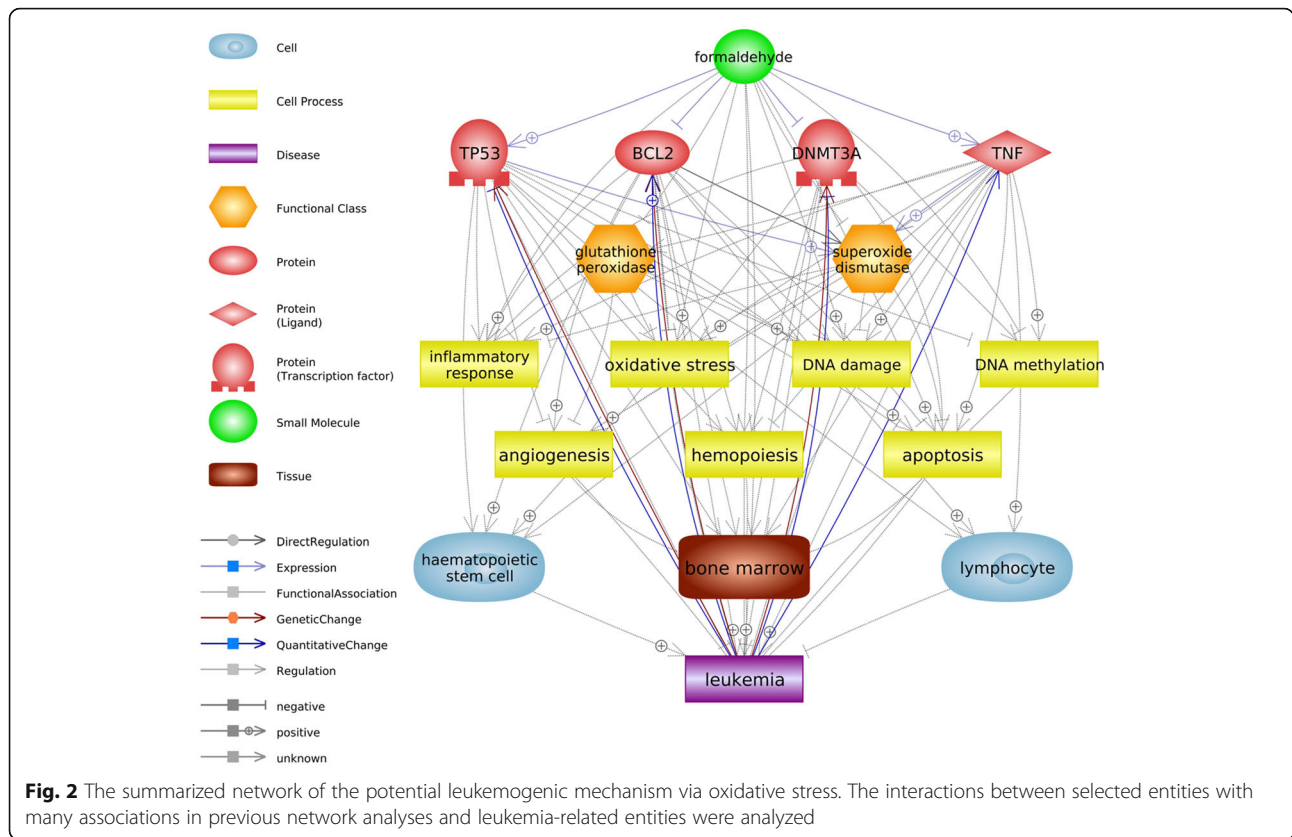 Cell
Cell Process
Disease
Functional Class
Protein
Protein
(Ligand)
Protein
(Transcription factor)
Small Molecule
Tissue
DirectRegulation
Expression
FunctionalAssociation
GeneticChange
QuantitativeChange
Regulation
negative
positive
unknown
formaldehyde
TP53
BCL2
DNMT3A
TNF
glutathione
peroxidase
superoxide
dismutase
inflammatory
response
oxidative stress
DNA damage
DNA methylation
angiogenesis
hemopoiesis
apoptosis
haematopoietic
stem cell
bone marrow
lymphocyte
leukemia
Fig. 2 The summarized network of the potential leukemogenic mechanism via oxidative stress. The interactions between selected entities with
many associations in previous network analyses and leukemia-related entities were analyzed